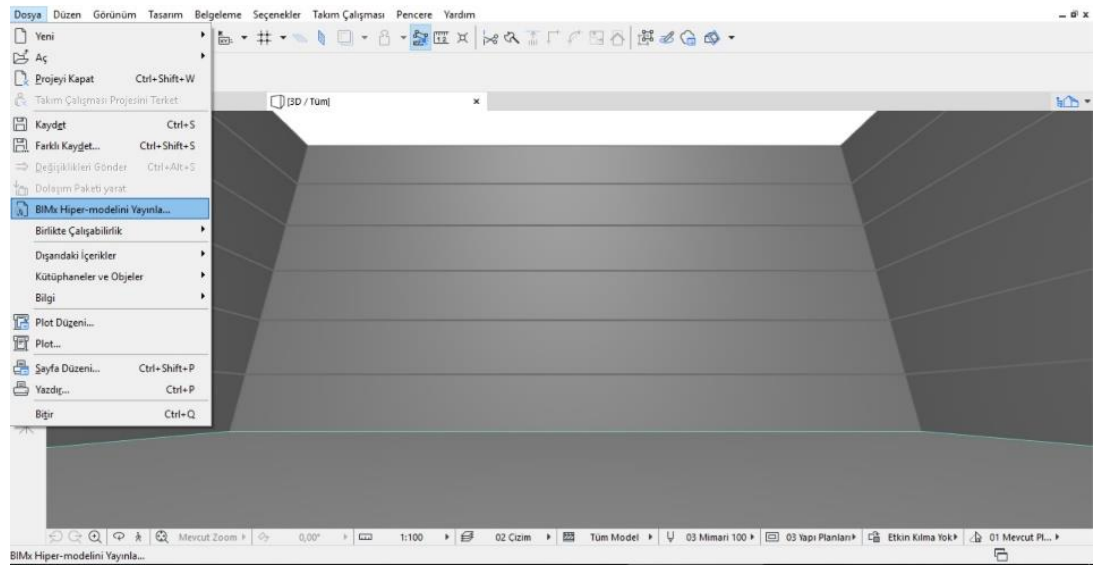 Dosya Düzen Görünüm Tasarım Belgeleme Seçenekler Takım Çalışması Pencere Yardım
Yeni
Aç
Projeyi Kapat Ctrl+Shift+W
Takım Çalışması Projesini Terket
[3D / Tüm]
Kaydet Ctrl+S
Farklı Kaydet... Ctrl+Shift+S
Değişiklikleri Gönder Ctrl+Alt+S
Dolaşım Paketi yarat
BIMx Hiper-modelini Yayınla...
Birlikte Çalışabilirlik
Dışarıdaki İçerikler
Kütüphaneler ve Objeler
Bilgi
Plot Düzeni...
Plot...
Sayfa Düzeni... Ctrl+Shift+P
Yazdır... Ctrl+P
Bitir Ctrl+Q
Mevcut Zoom 0,00° 1:100 02 Çizim Tüm Model 03 Mimari 100 03 Yapı Planları Etkin Kılma Yok 01 Mevcut Pl...
BIMx Hiper-modelini Yayınla...